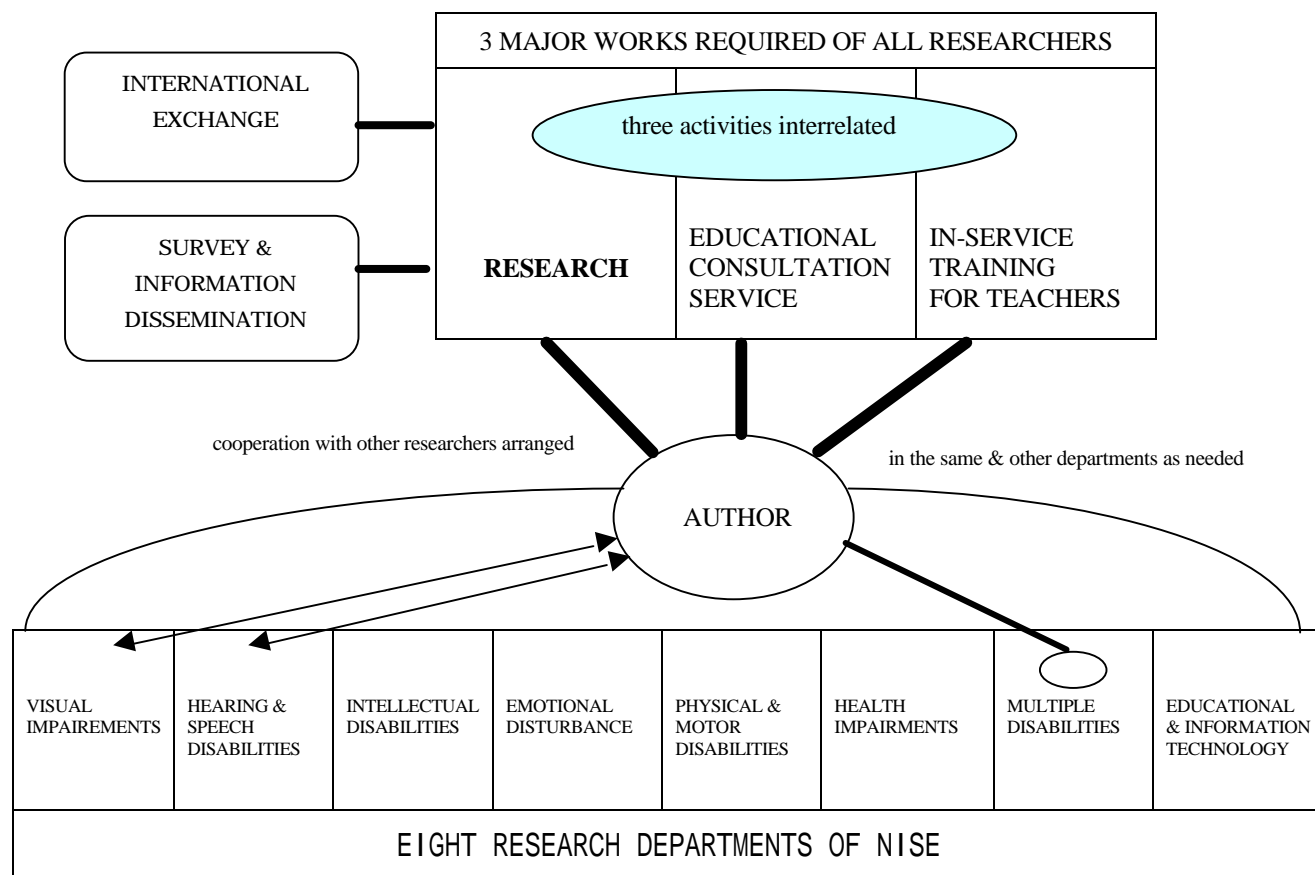 3 MAJOR WORKS REQUIRED OF ALL RESEARCHERS
INTERNATIONAL
EXCHANGE
three activities interrelated
SURVEY &
INFORMATION
DISSEMINATION
RESEARCH
EDUCATIONAL
CONSULTATION
SERVICE
IN-SERVICE
TRAINING
FOR TEACHERS
cooperation with other researchers arranged
in the same & other departments as needed
AUTHOR
VISUAL
IMPAIREMENTS
HEARING &
SPEECH
DISABILITIES
INTELLECTUAL
DISABILITIES
EMOTIONAL
DISTURBANCE
PHYSICAL &
MOTOR
DISABILITIES
HEALTH
IMPAIRMENTS
MULTIPLE
DISABILITIES
EDUCATIONAL
& INFORMATION
TECHNOLOGY
EIGHT RESEARCH DEPARTMENTS OF NISE